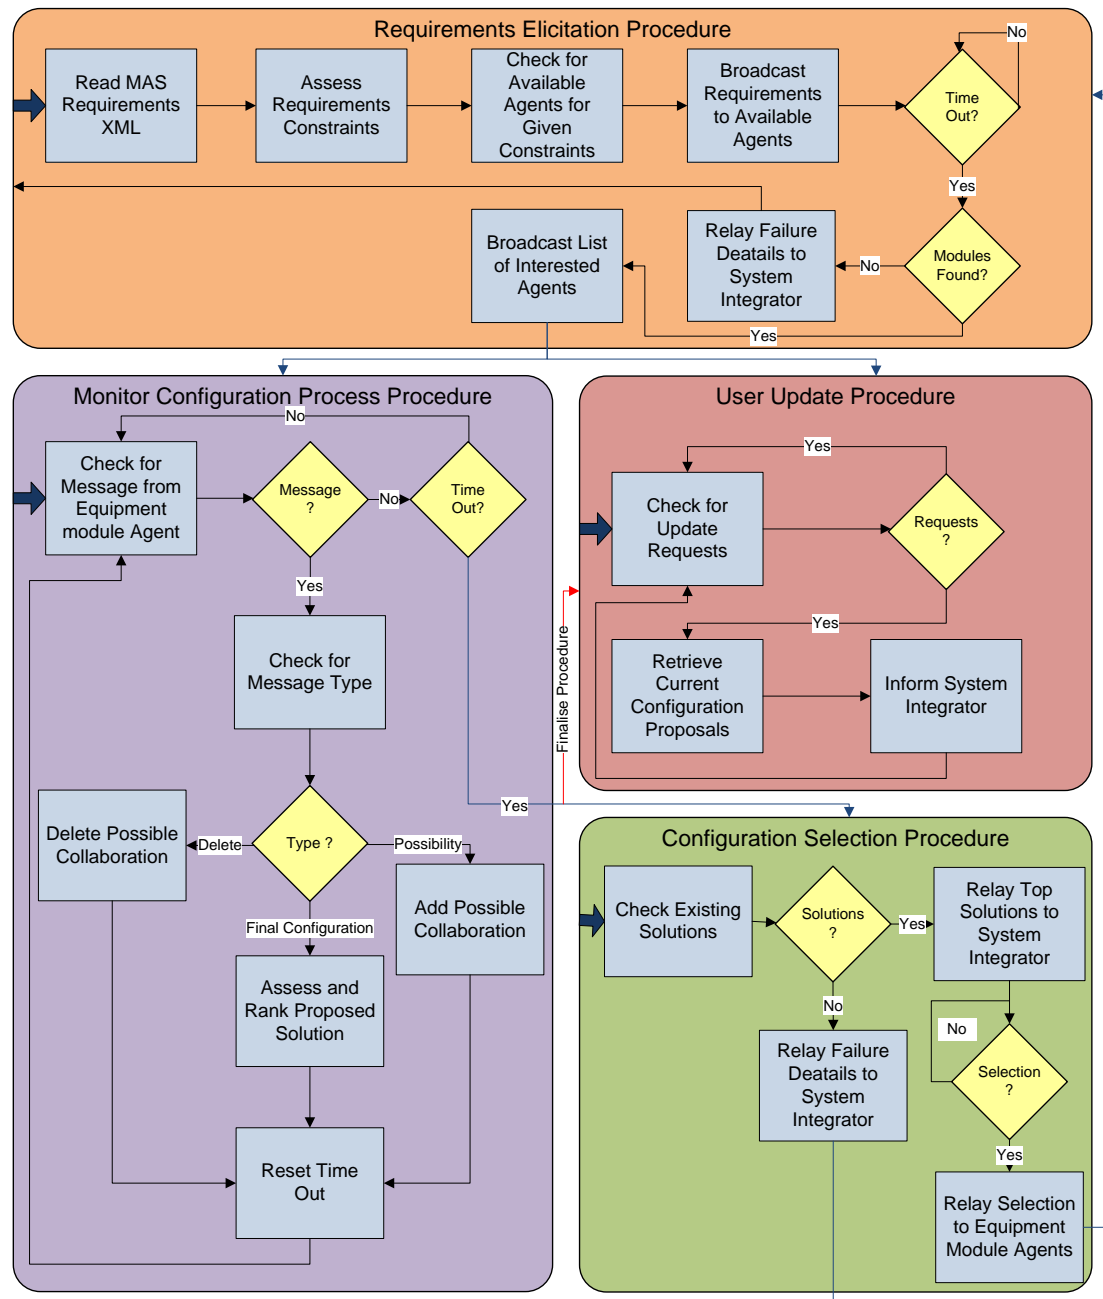 Requirements Elicitation Procedure
Read MAS
Requirements
XML
Assess
Requirements
Constraints
Check for
Available
Agents for
Given
Constraints
Broadcast
Requirements
to Available
Agents
Time
Out?
No
Yes
Modules
Found?
No
Relay Failure
Deatails to
System
Integrator
Yes
Broadcast List
of Interested
Agents
Monitor Configuration Process Procedure
No
Check for
Message from
Equipment
module Agent
Message
?
No
Time
Out?
Yes
Check for
Message Type
Type ?
Delete
Delete Possible
Collaboration
Possibility
Add Possible
Collaboration
Final Configuration
Assess and
Rank Proposed
Solution
Reset Time
Out
Yes
Finalise Procedure
User Update Procedure
Yes
Check for
Update
Requests
Requests
?
Yes
Retrieve
Current
Configuration
Proposals
Inform System
Integrator
Configuration Selection Procedure
Check Existing
Solutions
Solutions
?
Yes
Relay Top
Solutions to
System
Integrator
No
Relay Failure
Deatails to
System
Integrator
No
Selection
?
Yes
Relay Selection
to Equipment
Module Agents